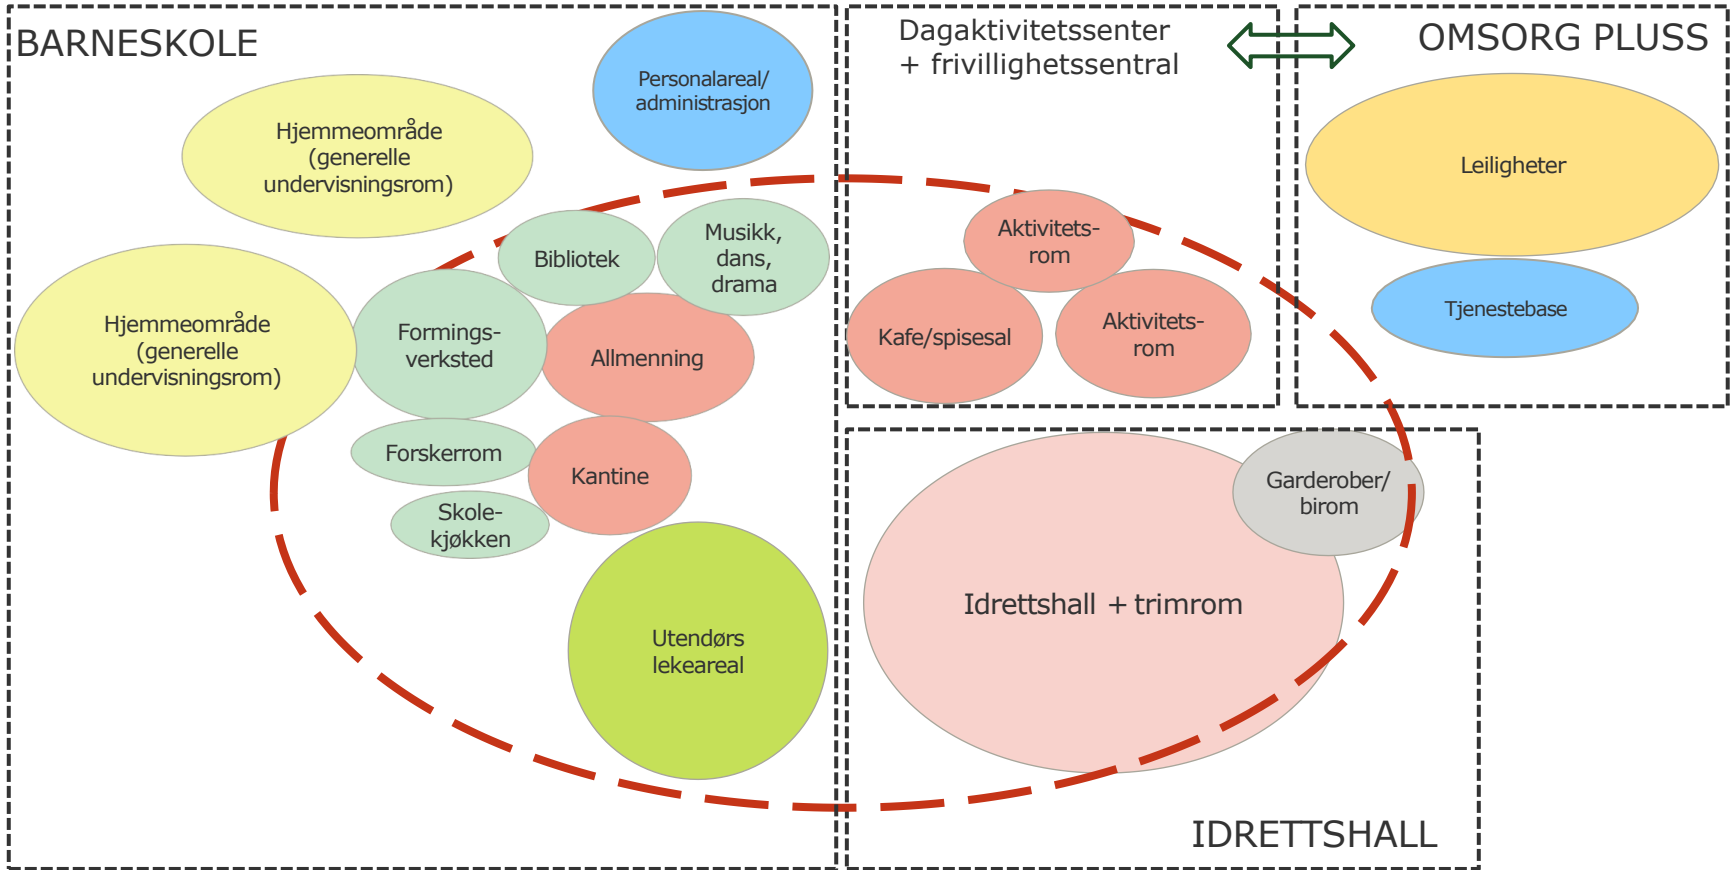 BARNESKOLE
Personalareal/
administrasjon
Hjemmeområde
(generelle
undervisningsrom)
Hjemmeområde
(generelle
undervisningsrom)
Bibliotek
Musikk,
dans,
drama
Formings-
verksted
Allmenning
Forskerrom
Kantine
Skole-
kjøkken
Utendørs
lekeareal
Dagaktivitetssenter
+ frivillighetssentral
Aktivitets-
rom
Kafe/spisesal
Aktivitets-
rom
OMSORG PLUSS
Leiligheter
Tjenestebase
Garderober/
birom
Idrettshall + trimrom
IDRETTSHALL